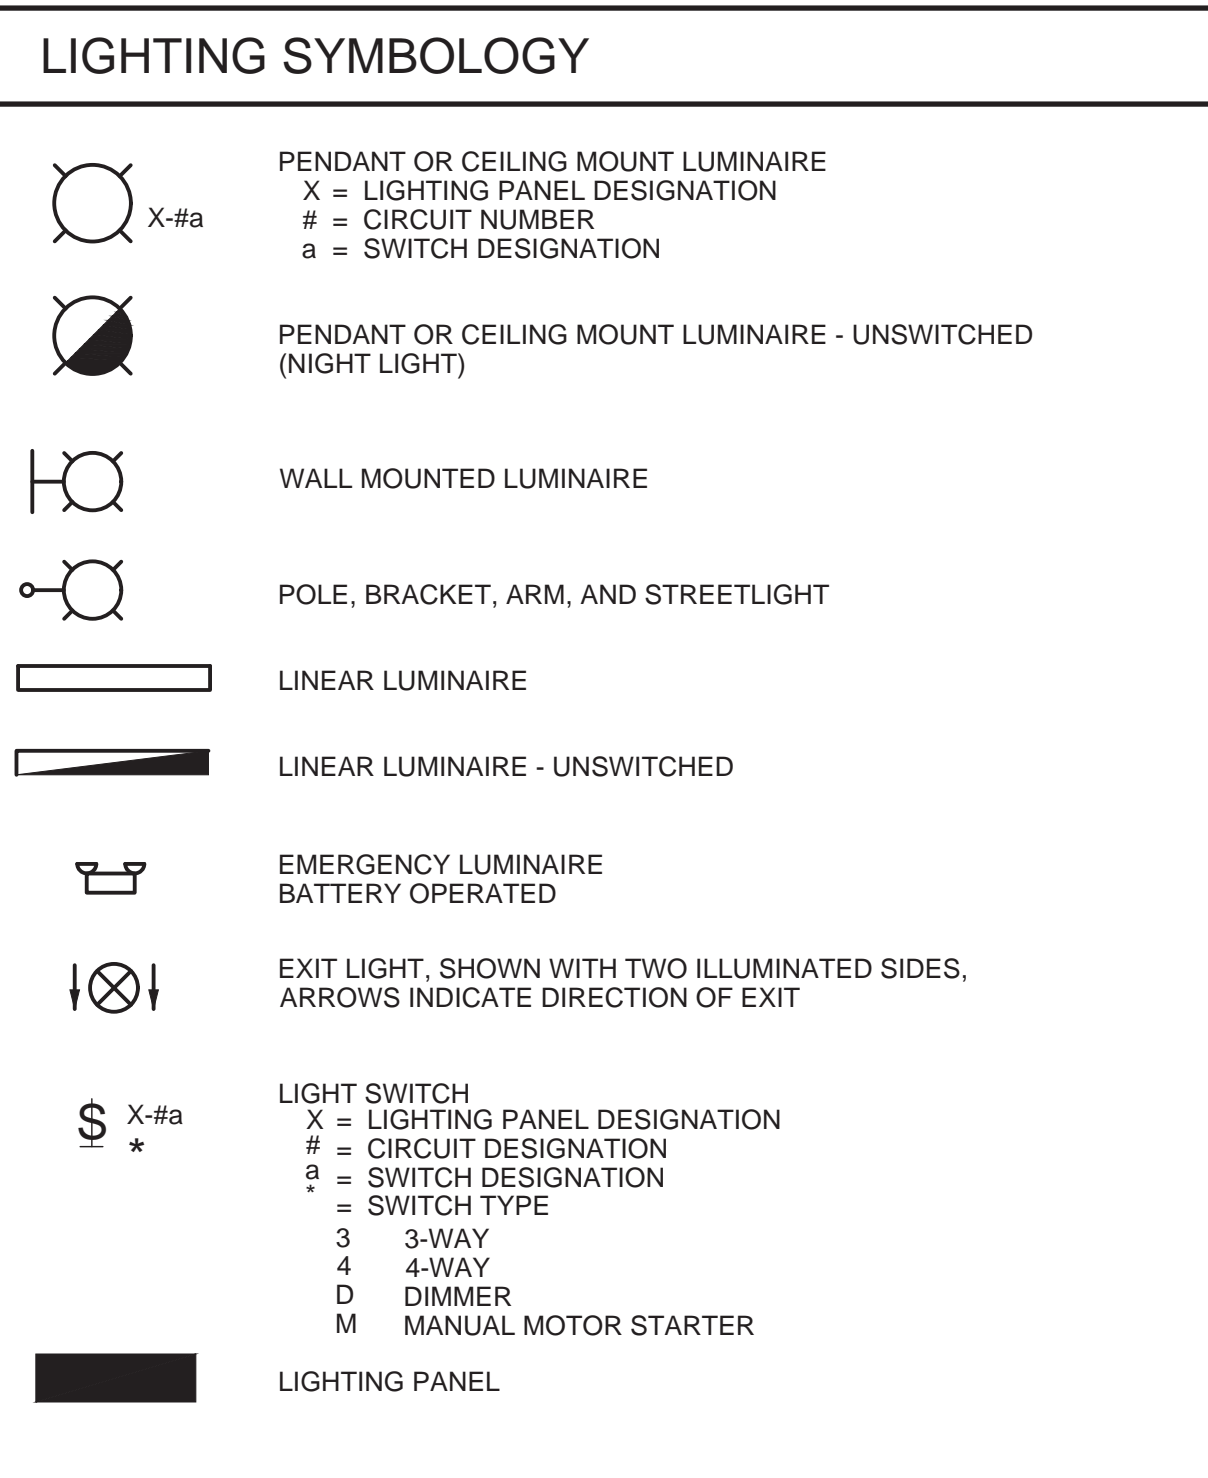 LIGHTING SYMBOLOGY
X-#a
PENDANT OR CEILING MOUNT LUMINAIRE
X = LIGHTING PANEL DESIGNATION
# = CIRCUIT NUMBER
a = SWITCH DESIGNATION
PENDANT OR CEILING MOUNT LUMINAIRE - UNSWITCHED
(NIGHT LIGHT)
WALL MOUNTED LUMINAIRE
POLE, BRACKET, ARM, AND STREETLIGHT
LINEAR LUMINAIRE
LINEAR LUMINAIRE - UNSWITCHED
EMERGENCY LUMINAIRE
BATTERY OPERATED
EXIT LIGHT, SHOWN WITH TWO ILLUMINATED SIDES,
ARROWS INDICATE DIRECTION OF EXIT
$ X-#a
*
LIGHT SWITCH
X = LIGHTING PANEL DESIGNATION
# = CIRCUIT DESIGNATION
a = SWITCH DESIGNATION
* = SWITCH TYPE
3 3-WAY
4 4-WAY
D DIMMER
M MANUAL MOTOR STARTER
LIGHTING PANEL